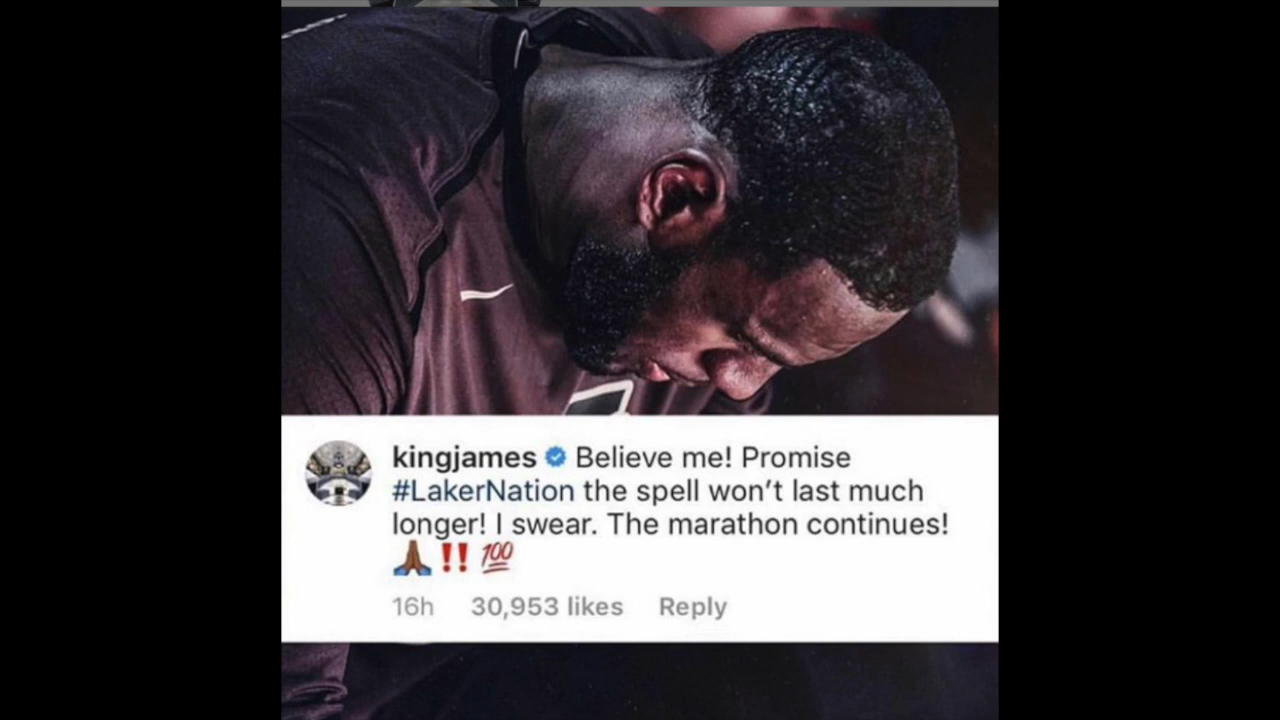 kingjames Believe me! Promise
#LakerNation the spell won't last much
longer! I swear. The marathon continues!
🙏🏾‼️💯
16h 30,953 likes Reply